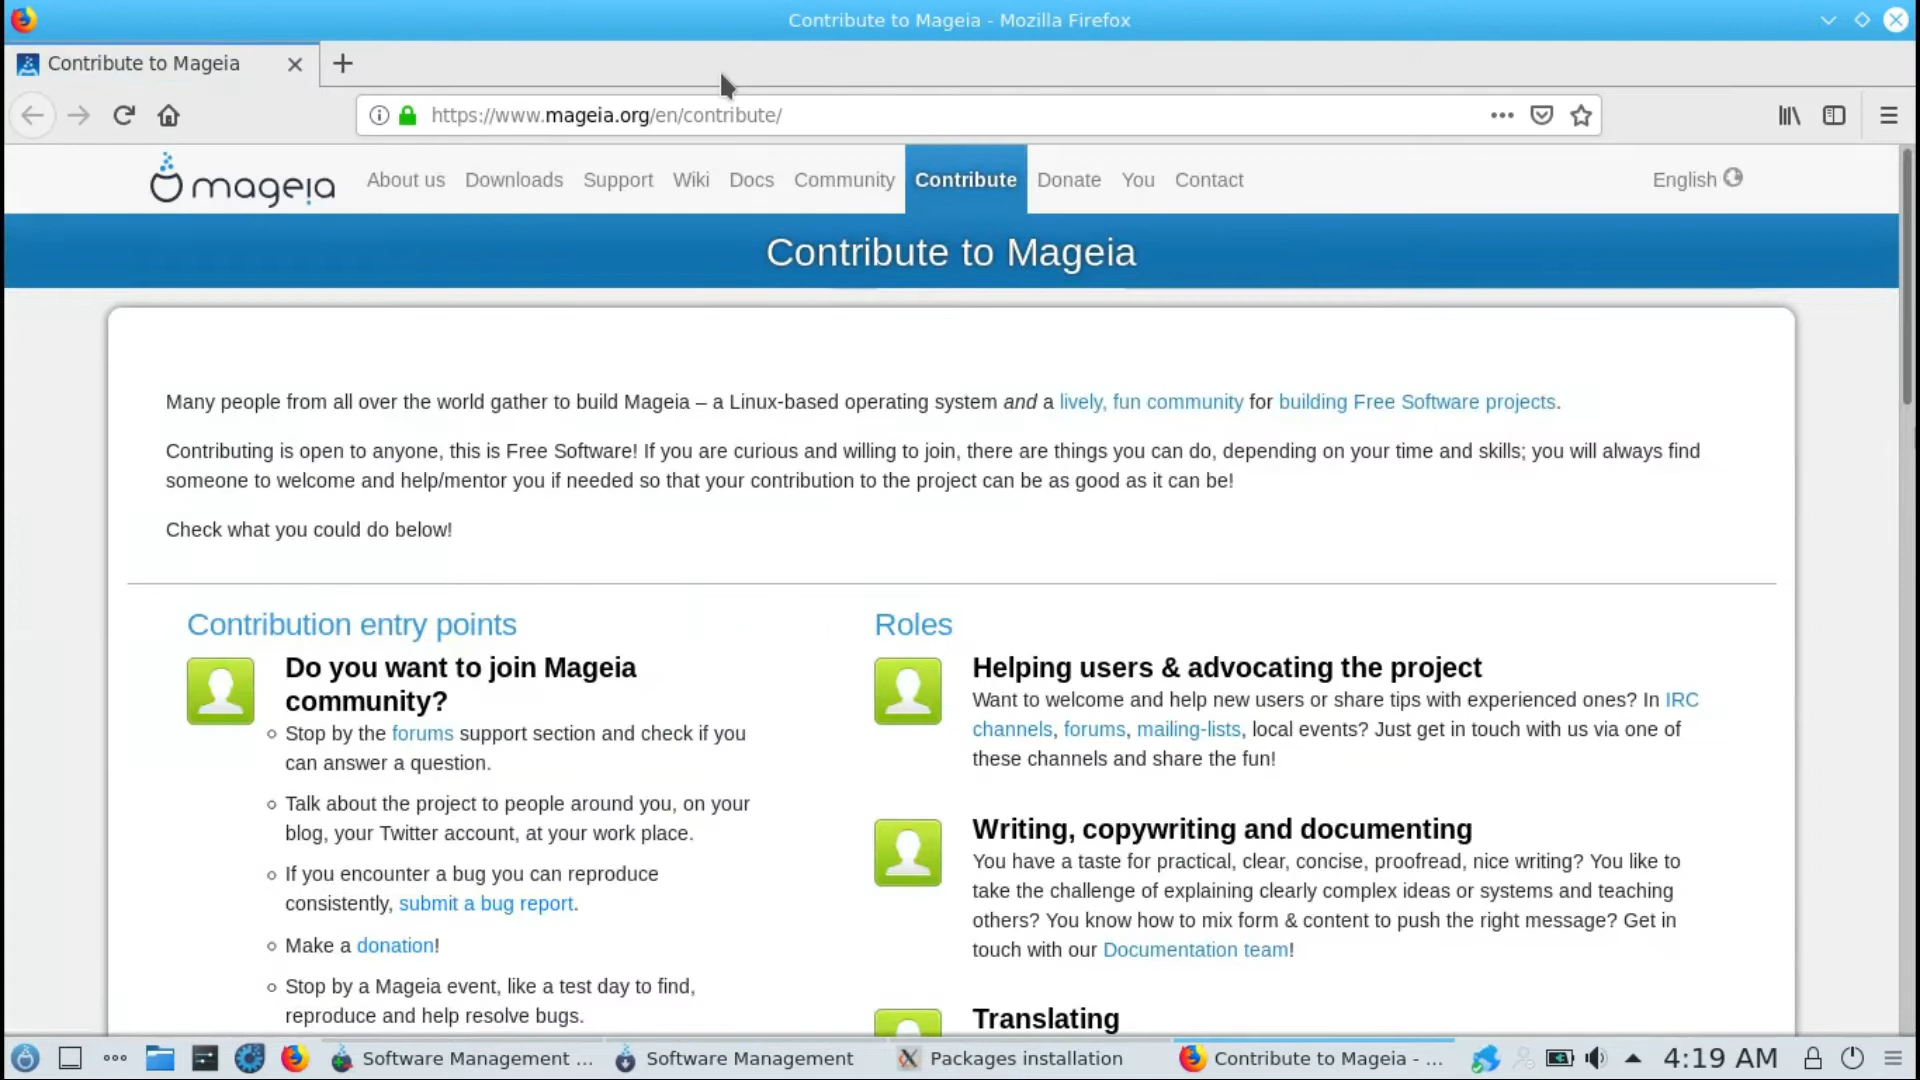 Contribute to Mageia - Mozilla Firefox
Contribute to Mageia
https://www.mageia.org/en/contribute/
mageia About us Downloads Support Wiki Docs Community Contribute Donate You Contact English
Contribute to Mageia
Many people from all over the world gather to build Mageia – a Linux-based operating system and a lively, fun community for building Free Software projects.
Contributing is open to anyone, this is Free Software! If you are curious and willing to join, there are things you can do, depending on your time and skills; you will always find
someone to welcome and help/mentor you if needed so that your contribution to the project can be as good as it can be!
Check what you could do below!
Contribution entry points
Do you want to join Mageia
community?
Stop by the forums support section and check if you
can answer a question.
Talk about the project to people around you, on your
blog, your Twitter account, at your work place.
If you encounter a bug you can reproduce
consistently, submit a bug report.
Make a donation!
Stop by a Mageia event, like a test day to find,
reproduce and help resolve bugs.
Roles
Helping users & advocating the project
Want to welcome and help new users or share tips with experienced ones? In IRC
channels, forums, mailing-lists, local events? Just get in touch with us via one of
these channels and share the fun!
Writing, copywriting and documenting
You have a taste for practical, clear, concise, proofread, nice writing? You like to
take the challenge of explaining clearly complex ideas or systems and teaching
others? You know how to mix form & content to push the right message? Get in
touch with our Documentation team!
Translating
Software Management ... Software Management Packages installation Contribute to Mageia - ... 4:19 AM